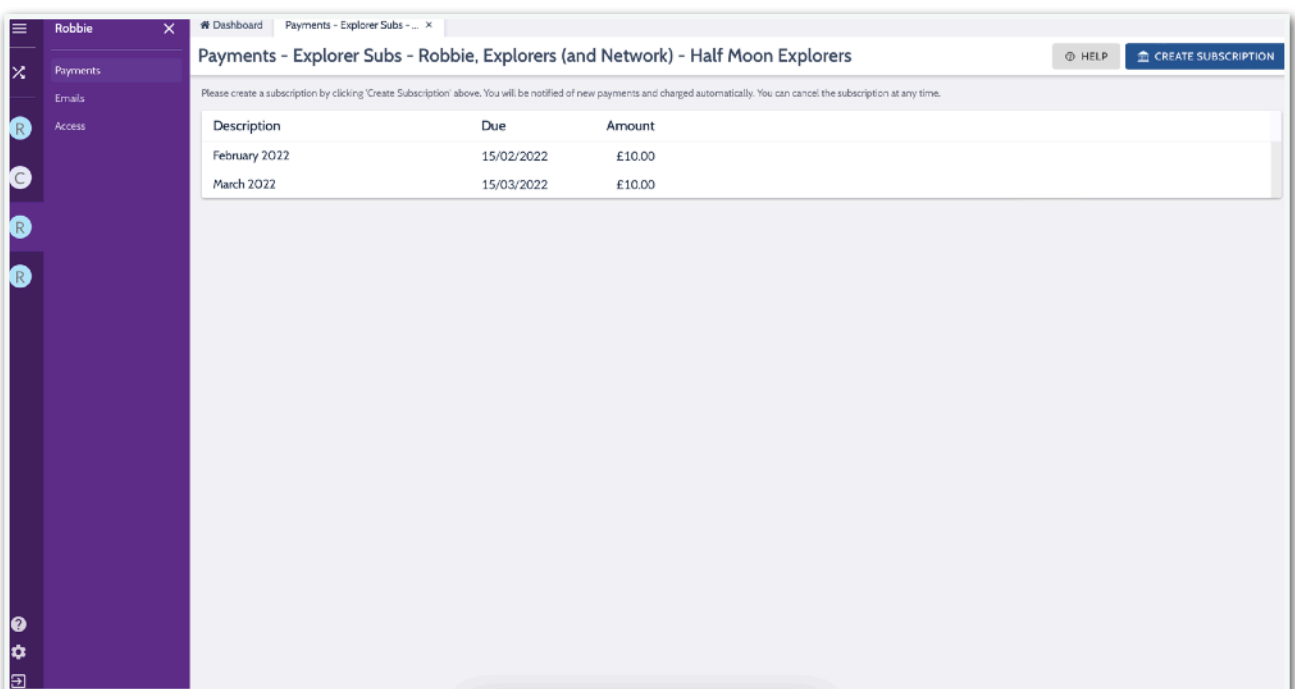 Robbie
Payments
Emails
Access
R
C
R
R
Dashboard Payments - Explorer Subs - ... ×
Payments - Explorer Subs - Robbie, Explorers (and Network) - Half Moon Explorers
HELP
CREATE SUBSCRIPTION
Please create a subscription by clicking 'Create Subscription' above. You will be notified of new payments and charged automatically. You can cancel the subscription at any time.
Description Due Amount
February 2022 15/02/2022 £10.00
March 2022 15/03/2022 £10.00